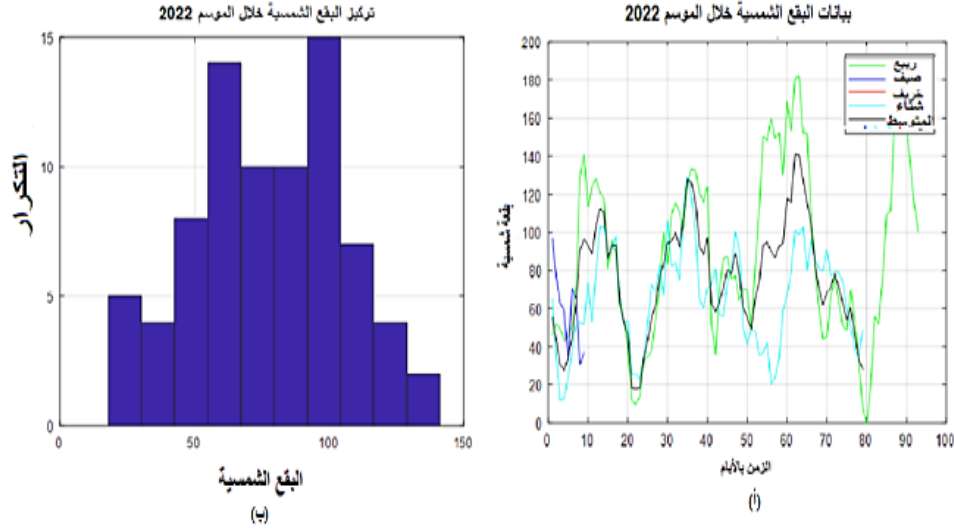 بيانات البقع الشمسية خلال الموسم 2022
200
180
160
140
120
100
80
60
40
20
0
بقعة شمسية
ربيع
صيف
خريف
شتاء
المتوسط
0 10 20 30 40 50 60 70 80 90 100
الزمن بالأيام
(أ)
تركيز البقع الشمسية خلال الموسم 2022
15
10
5
0
التكرار
0 50 100 150
البقع الشمسية
(ب)